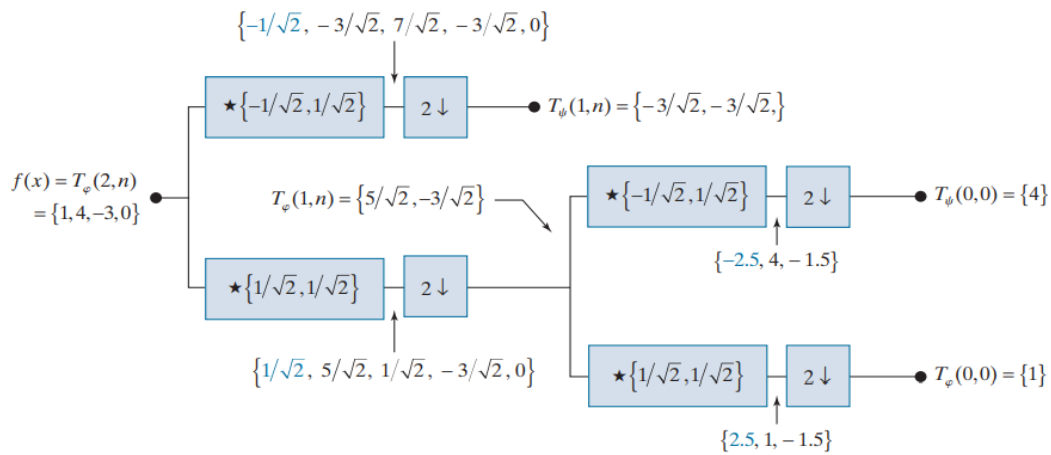 {−1/√2, −3/√2, 7/√2, −3/√2, 0}
★{−1/√2,1/√2}
2↓
T_ψ(1,n) = {−3/√2,−3/√2,}
f(x) = T_φ(2,n)
= {1,4,−3,0}
T_φ(1,n) = {5/√2,−3/√2}
★{−1/√2,1/√2}
2↓
T_ψ(0,0) = {4}
{−2.5, 4, −1.5}
★{1/√2,1/√2}
2↓
{1/√2, 5/√2, 1/√2, −3/√2, 0}
★{1/√2,1/√2}
2↓
T_φ(0,0) = {1}
{2.5, 1, −1.5}